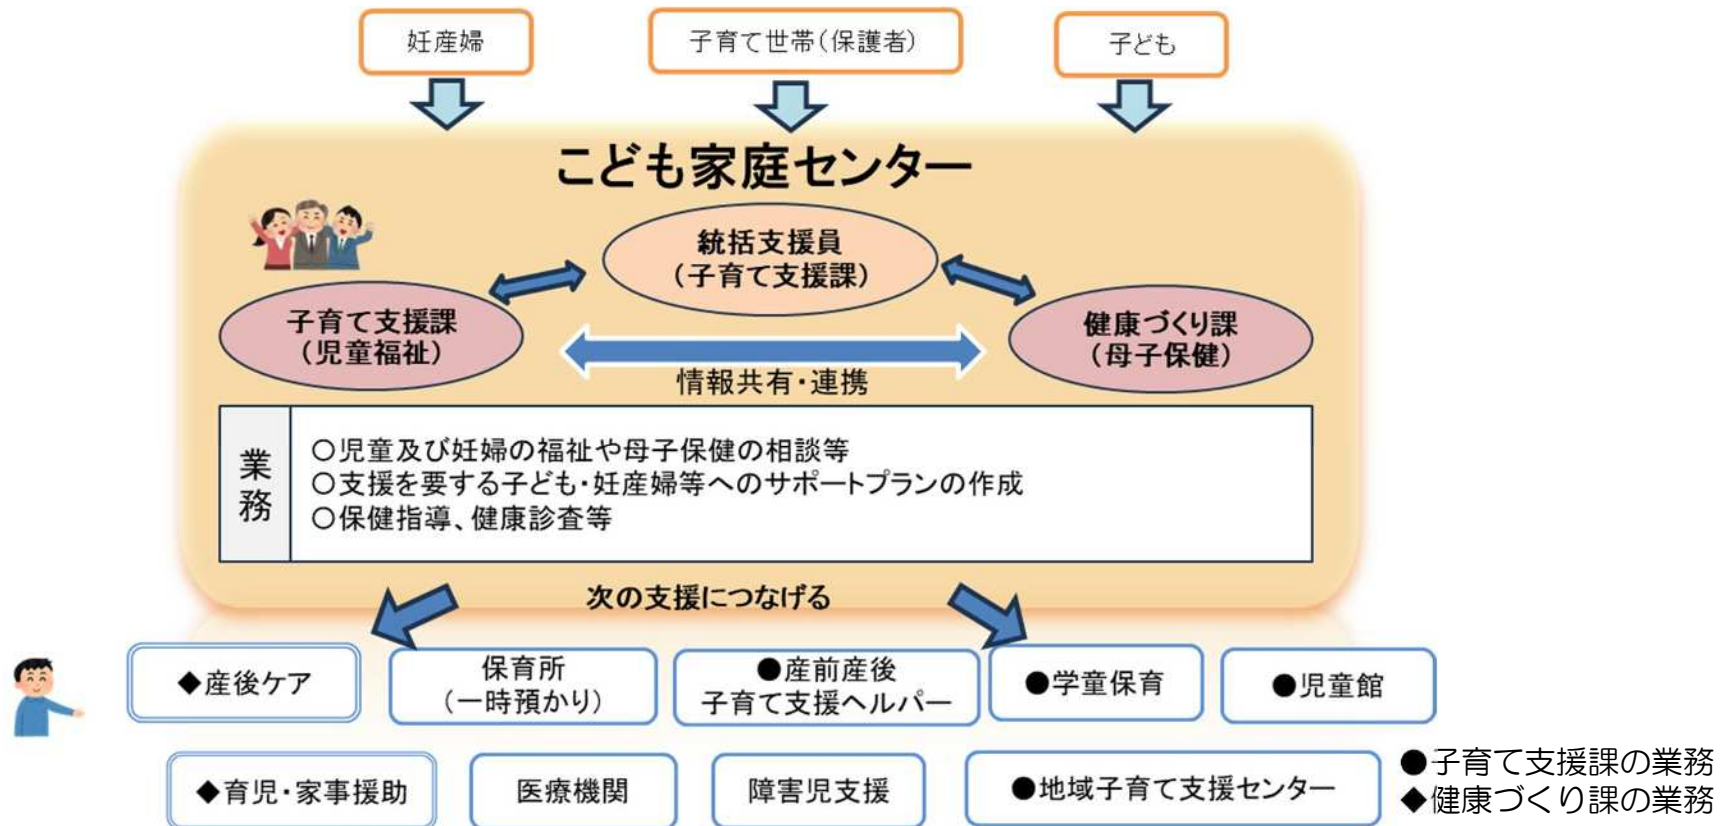 妊産婦
子育て世帯(保護者)
子ども
こども家庭センター
統括支援員
(子育て支援課)
子育て支援課
(児童福祉)
健康づくり課
(母子保健)
情報共有・連携
業務
○児童及び妊婦の福祉や母子保健の相談等
○支援を要する子ども・妊産婦等へのサポートプランの作成
○保健指導、健康診査等
次の支援につなげる
◆産後ケア
保育所
(一時預かり)
●産前産後
子育て支援ヘルパー
●学童保育
●児童館
◆育児・家事援助
医療機関
障害児支援
●地域子育て支援センター
●子育て支援課の業務
◆健康づくり課の業務